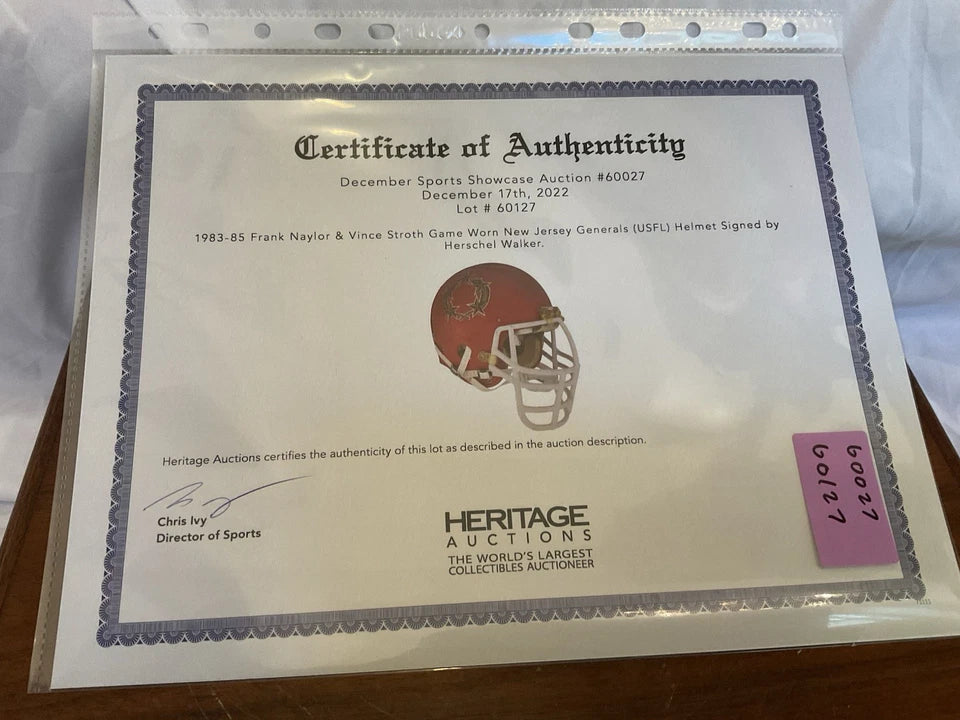 Certificate of Authenticity
December Sports Showcase Auction #60027
December 17th, 2022
Lot # 60127
1983-85 Frank Naylor & Vince Stroth Game Worn New Jersey Generals (USFL) Helmet Signed by
Herschel Walker.
Heritage Auctions certifies the authenticity of this lot as described in the auction description.
Chris Ivy
Director of Sports
HERITAGE
AUCTIONS
THE WORLD'S LARGEST
COLLECTIBLES AUCTIONEER
60027
60127